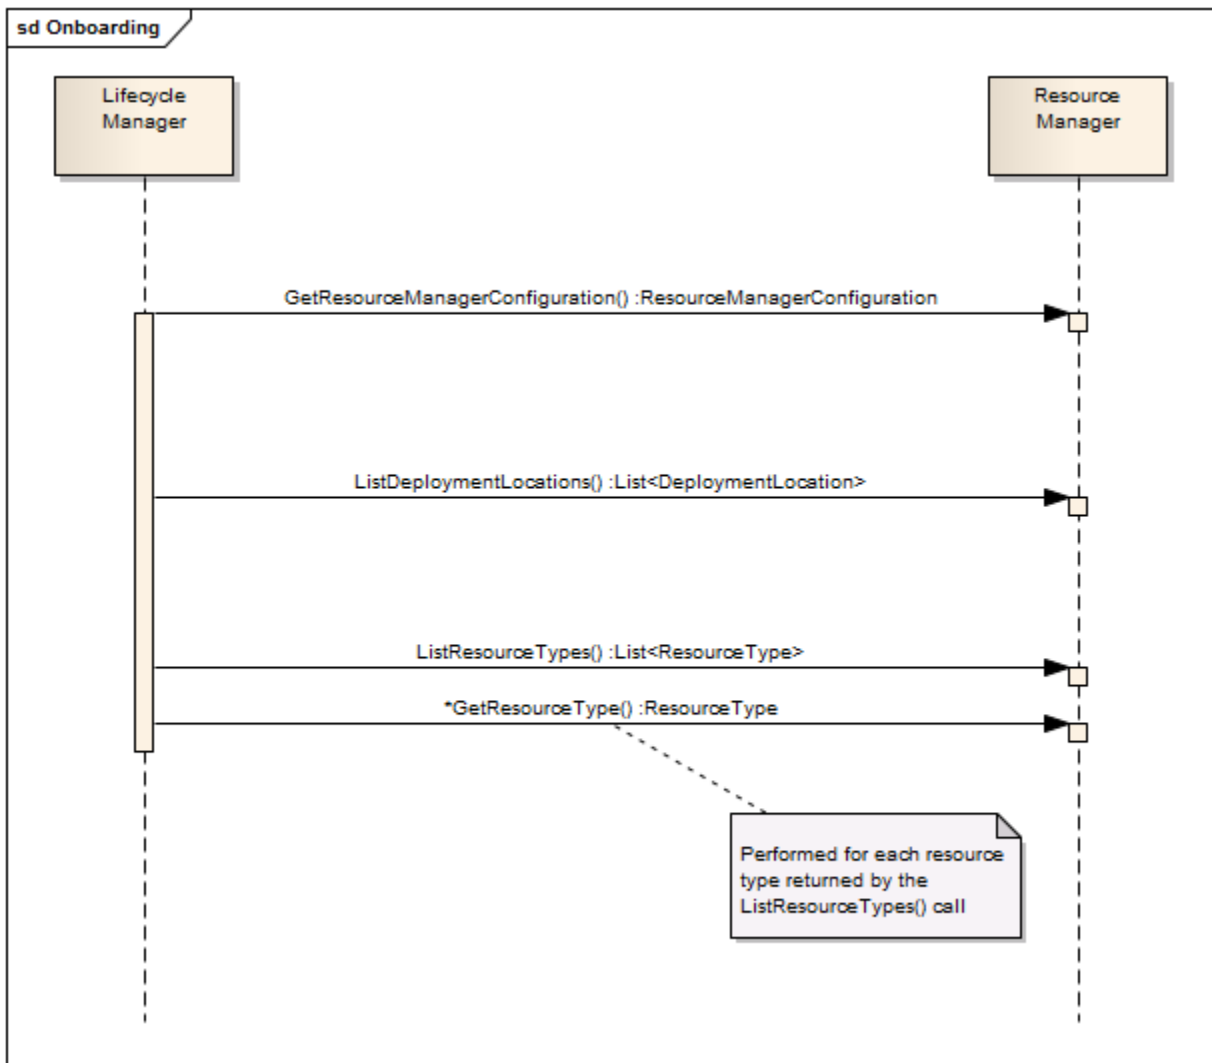 sd Onboarding
Lifecycle
Manager
Resource
Manager
GetResourceManagerConfiguration() :ResourceManagerConfiguration
ListDeploymentLocations() :List<DeploymentLocation>
ListResourceTypes() :List<ResourceType>
*GetResourceType() :ResourceType
Performed for each resource
type returned by the
ListResourceTypes() call